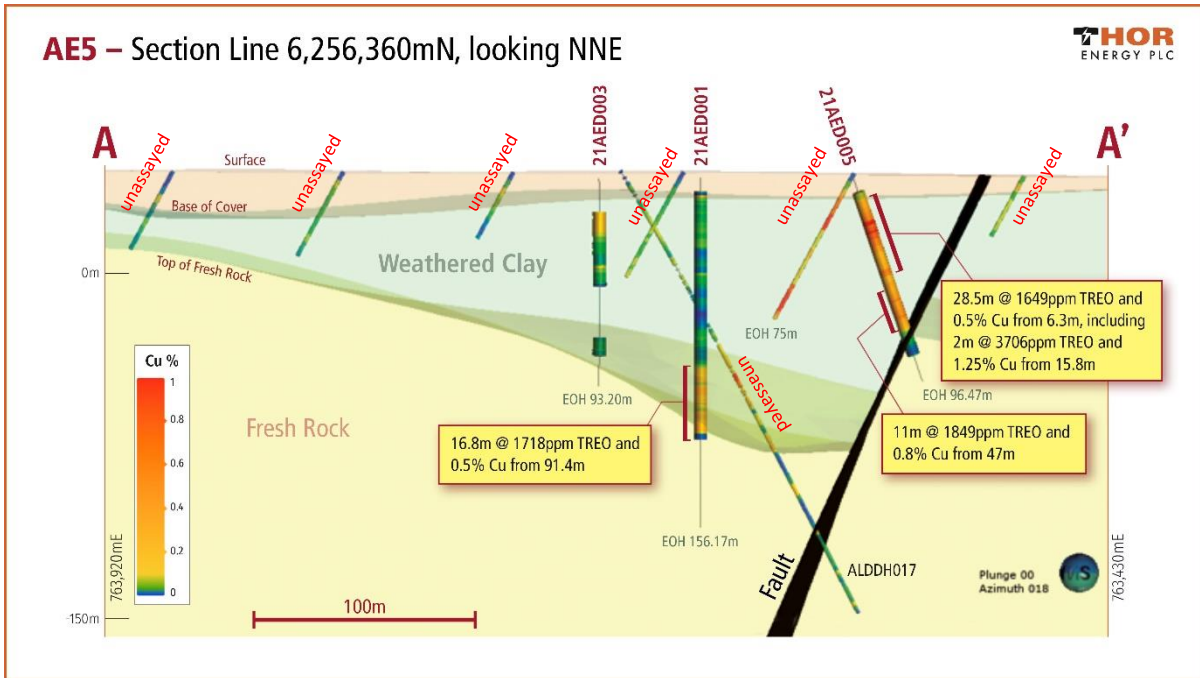 AE5 – Section Line 6,256,360mN, looking NNE
THOR
ENERGY PLC
A
A'
21AED003
21AED001
21AED005
unassayed
unassayed
unassayed
unassayed
unassayed
unassayed
Surface
Base of Cover
Top of Fresh Rock
Weathered Clay
0m
EOH 75m
28.5m @ 1649ppm TREO and
0.5% Cu from 6.3m, including
2m @ 3706ppm TREO and
1.25% Cu from 15.8m
Cu %
1
0.8
0.6
0.4
0.2
0
unassayed
EOH 93.20m
EOH 96.47m
Fresh Rock
16.8m @ 1718ppm TREO and
0.5% Cu from 91.4m
11m @ 1849ppm TREO and
0.8% Cu from 47m
EOH 156.17m
763,920mE
Fault
ALDDH017
Plunge 00
Azimuth 018
763,430mE
100m
-150m